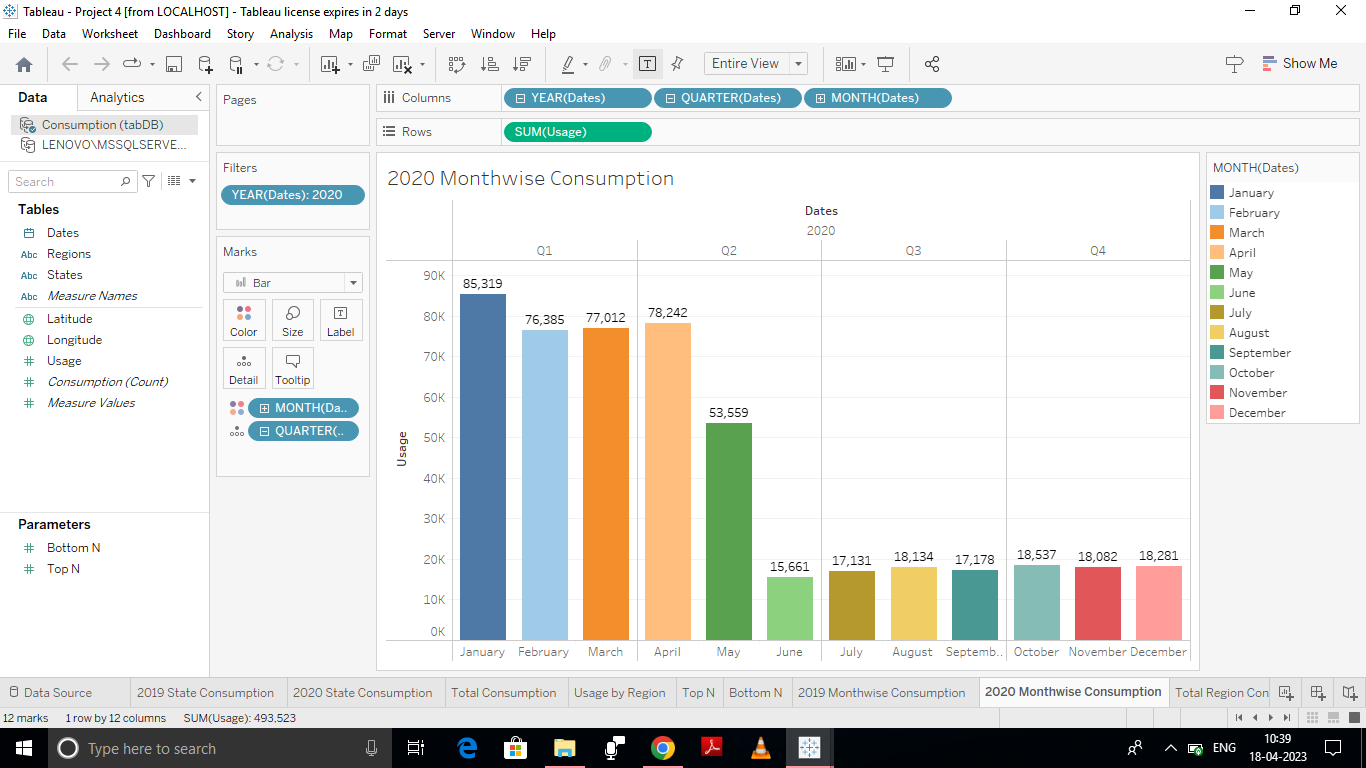 Tableau - Project 4 [from LOCALHOST] - Tableau license expires in 2 days
File Data Worksheet Dashboard Story Analysis Map Format Server Window Help
Entire View
Show Me
Data Analytics
Consumption (tabDB)
LENOVO\MSSQLSERVE...
Search
Tables
Dates
Abc Regions
Abc States
Abc Measure Names
Latitude
Longitude
Usage
Consumption (Count)
Measure Values
Parameters
Bottom N
Top N
Pages
Filters
YEAR(Dates): 2020
Marks
Bar
Color Size Label
Detail Tooltip
MONTH(Da..
QUARTER(..
Columns YEAR(Dates) QUARTER(Dates) MONTH(Dates)
Rows SUM(Usage)
2020 Monthwise Consumption
Dates
2020
Q1 Q2 Q3 Q4
Usage
90K
80K
70K
60K
50K
40K
30K
20K
10K
0K
85,319 76,385 77,012 78,242 53,559 15,661 17,131 18,134 17,178 18,537 18,082 18,281
January February March April May June July August Septemb.. October November December
MONTH(Dates)
January
February
March
April
May
June
July
August
September
October
November
December
Data Source 2019 State Consumption 2020 State Consumption Total Consumption Usage by Region Top N Bottom N 2019 Monthwise Consumption 2020 Monthwise Consumption Total Region Con
12 marks 1 row by 12 columns SUM(Usage): 493,523
Type here to search
ENG
10:39
18-04-2023